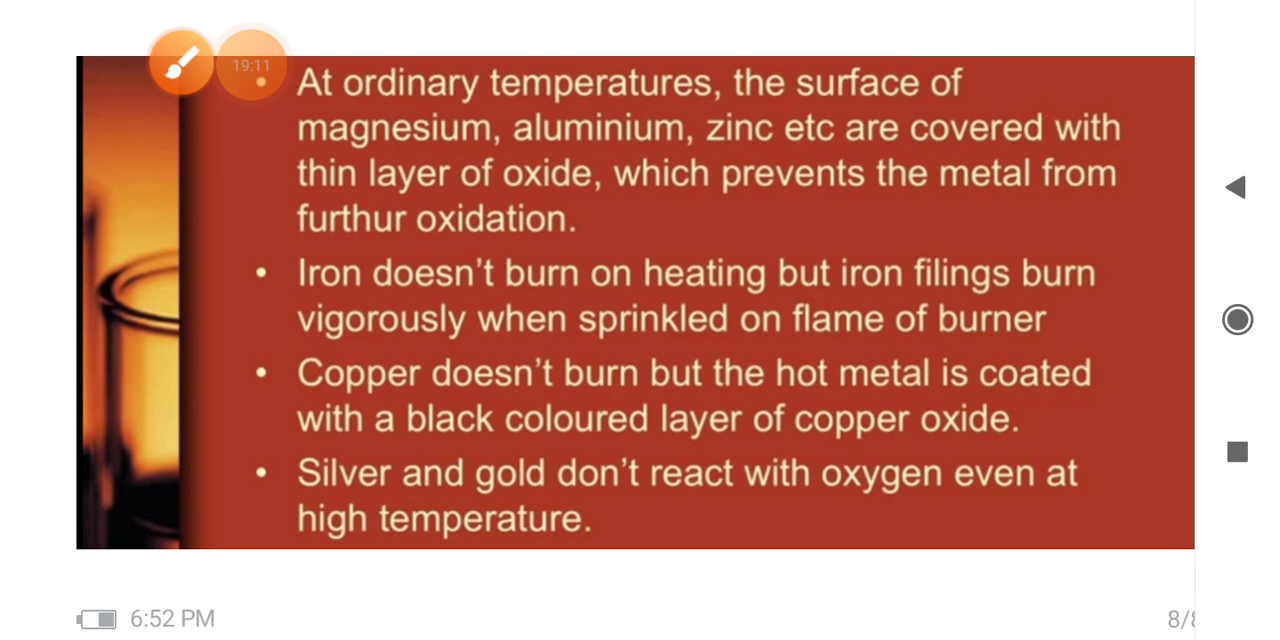 19:11
• At ordinary temperatures, the surface of
magnesium, aluminium, zinc etc are covered with
thin layer of oxide, which prevents the metal from
furthur oxidation.
• Iron doesn’t burn on heating but iron filings burn
vigorously when sprinkled on flame of burner
• Copper doesn’t burn but the hot metal is coated
with a black coloured layer of copper oxide.
• Silver and gold don’t react with oxygen even at
high temperature.
6:52 PM
8/